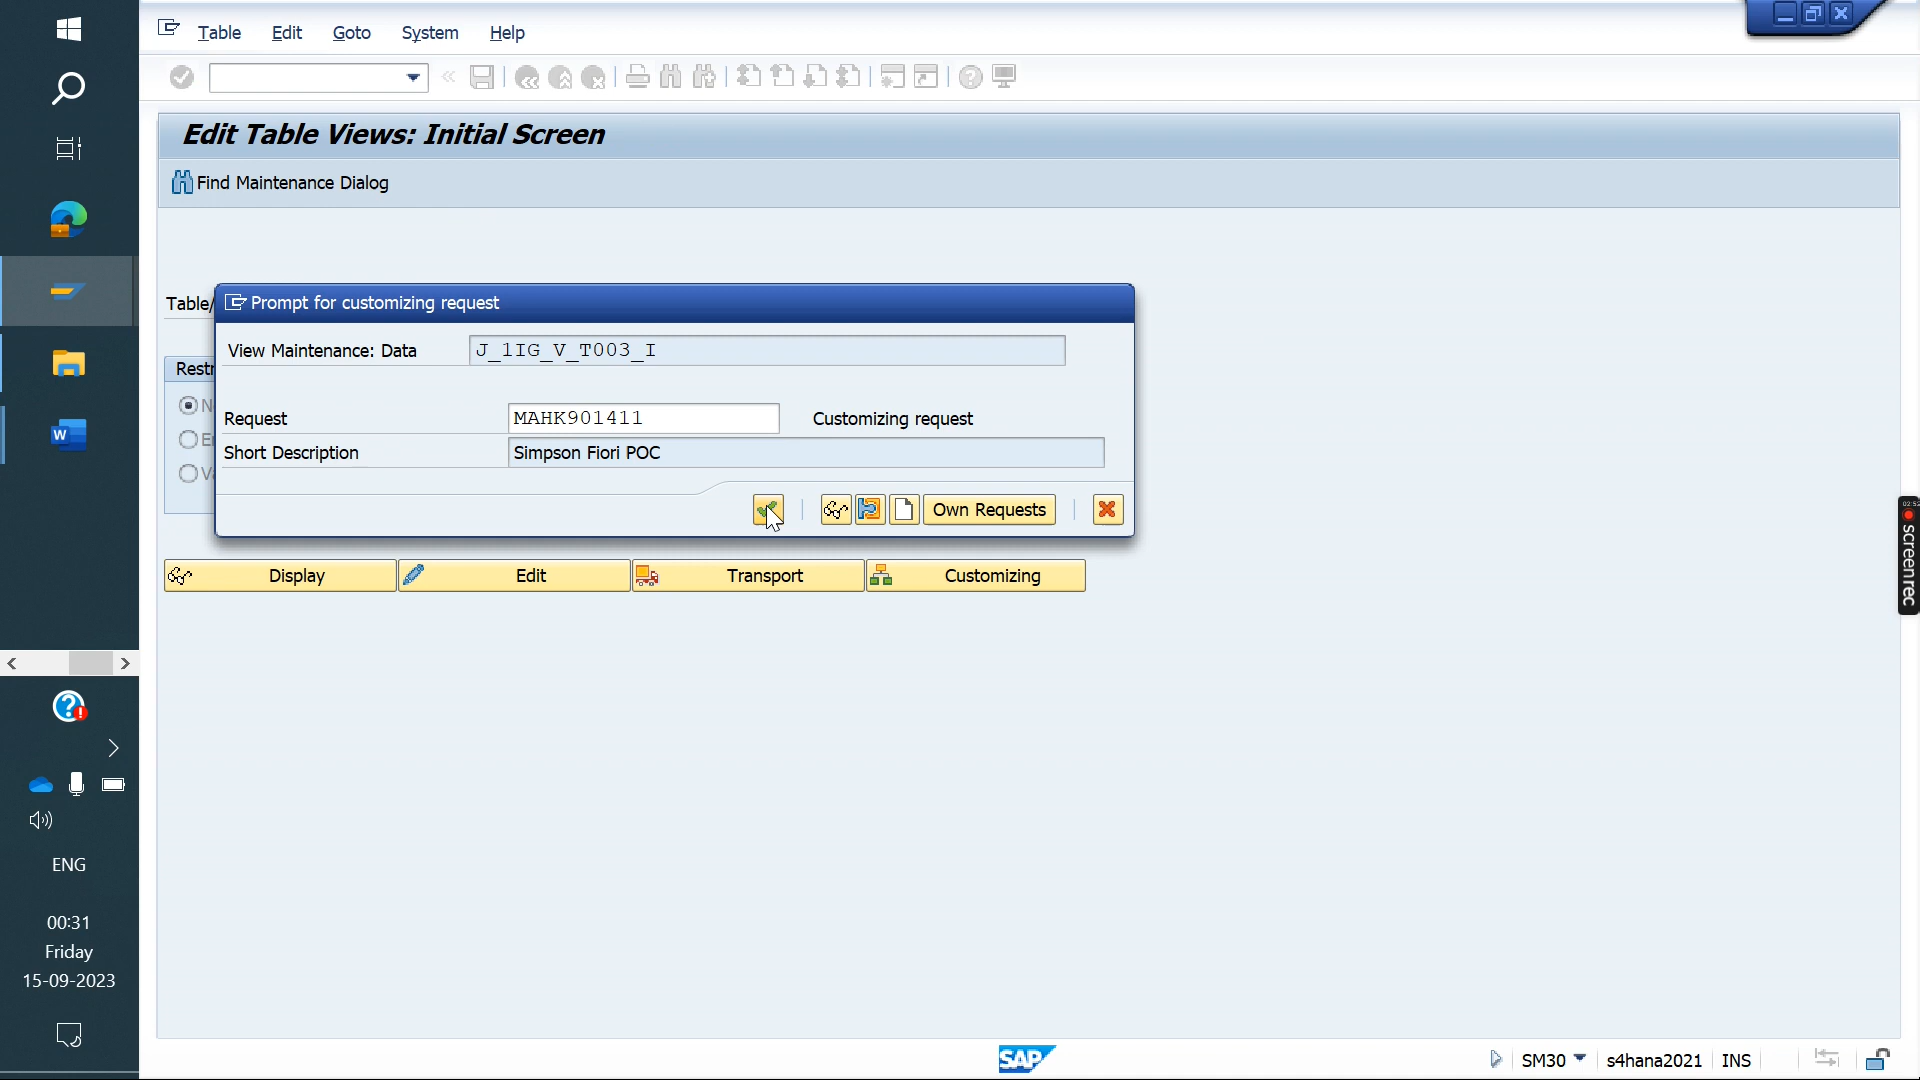 Table Edit Goto System Help
Edit Table Views: Initial Screen
Find Maintenance Dialog
Table/
Prompt for customizing request
View Maintenance: Data J_1IG_V_T003_I
Restr
Request MAHK901411 Customizing request
Short Description Simpson Fiori POC
Own Requests
Display Edit Transport Customizing
screenrec
ENG
00:31
Friday
15-09-2023
SAP
SM30 s4hana2021 INS